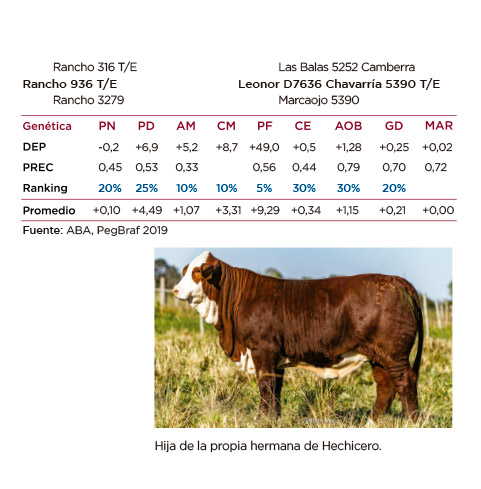 Rancho 316 T/E Las Balas 5252 Camberra
Rancho 936 T/E Leonor D7636 Chavarría 5390 T/E
Rancho 3279 Marcaojo 5390
Genética PN PD AM CM PF CE AOB GD MAR
DEP -0,2 +6,9 +5,2 +8,7 +49,0 +0,5 +1,28 +0,25 +0,02
PREC 0,45 0,53 0,33 0,56 0,44 0,79 0,70 0,72
Ranking 20% 25% 10% 10% 5% 30% 30% 20%
Promedio +0,10 +4,49 +1,07 +3,31 +9,29 +0,34 +1,15 +0,21 +0,00
Fuente: ABA, PegBraf 2019
Hija de la propia hermana de Hechicero.